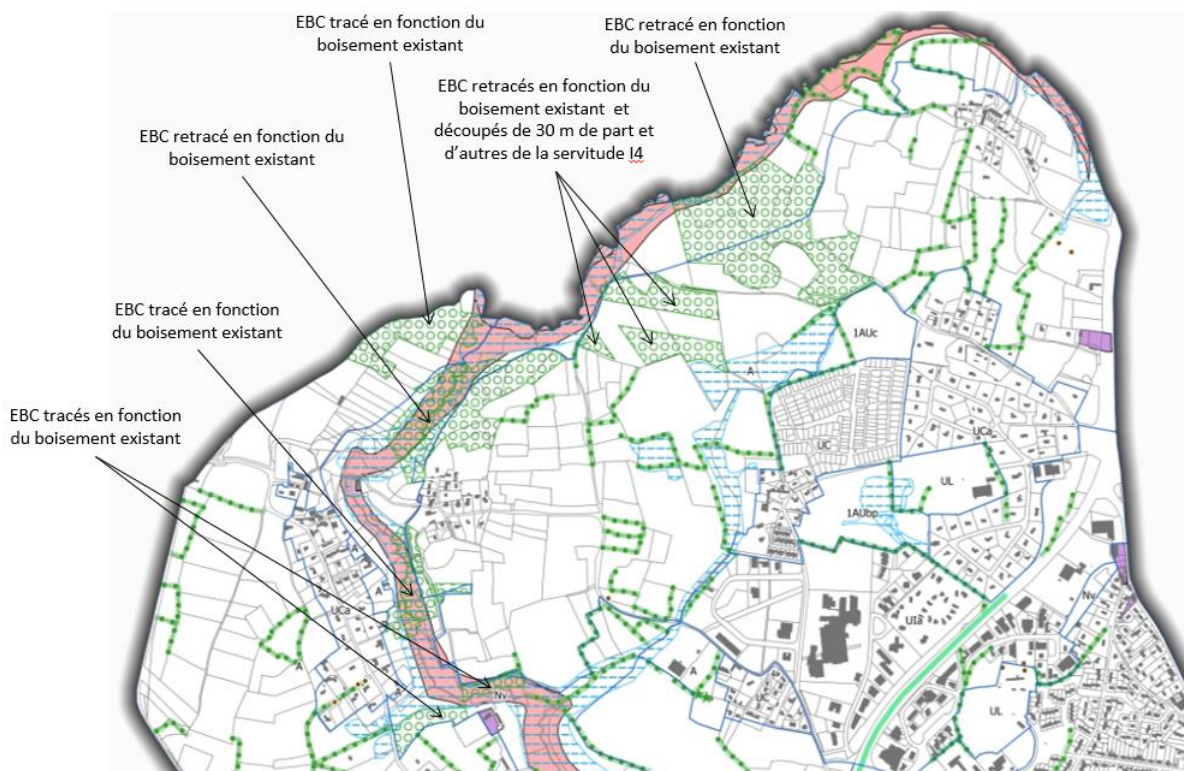 EBC tracé en fonction du
boisement existant
EBC retracé en fonction
du boisement existant
EBC retracés en fonction du
boisement existant et
découpés de 30 m de part et
d'autres de la servitude I4
EBC retracé en fonction du
boisement existant
EBC tracé en fonction
du boisement existant
EBC tracés en fonction
du boisement existant
1AUc
A
UC
UCa
UL
1AUbp
A
A
UCa
UIa
Nv
A
A
Nv
UL